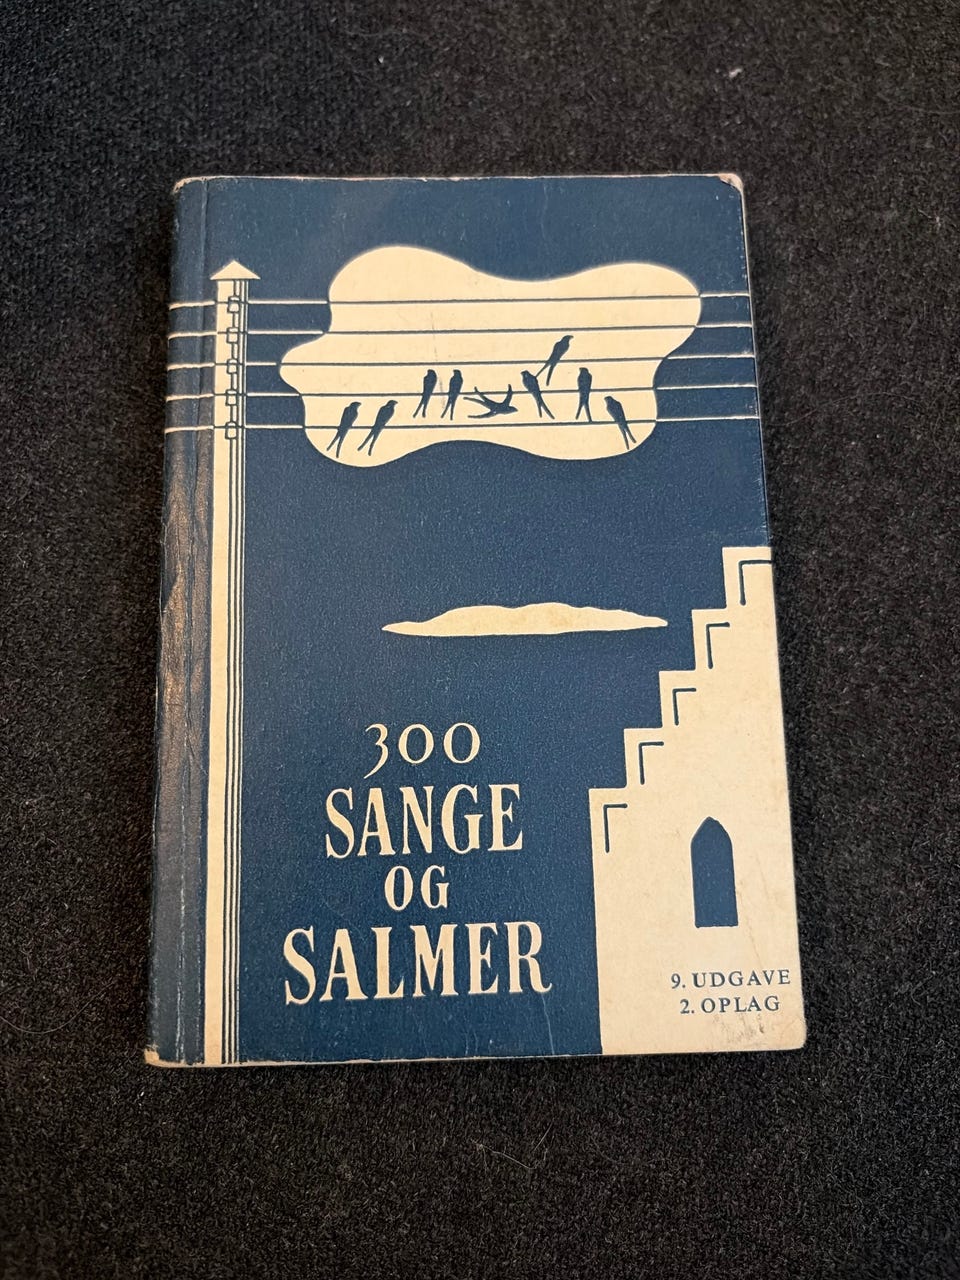 300
SANGE
OG
SALMER
9. UDGAVE
2. OPLAG